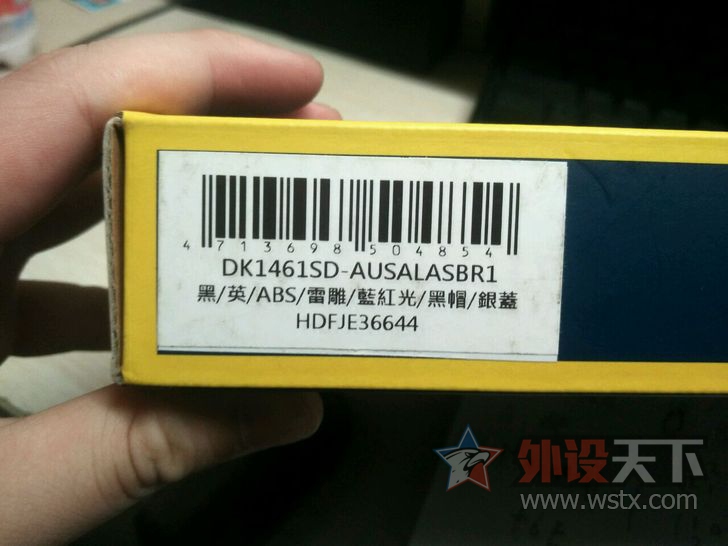 4 713698 504854
DK1461SD-AUSALASBR1
黑/英/ABS/雷雕/藍紅光/黑帽/銀蓋
HDFJE36644
外设天下
www.wstx.com